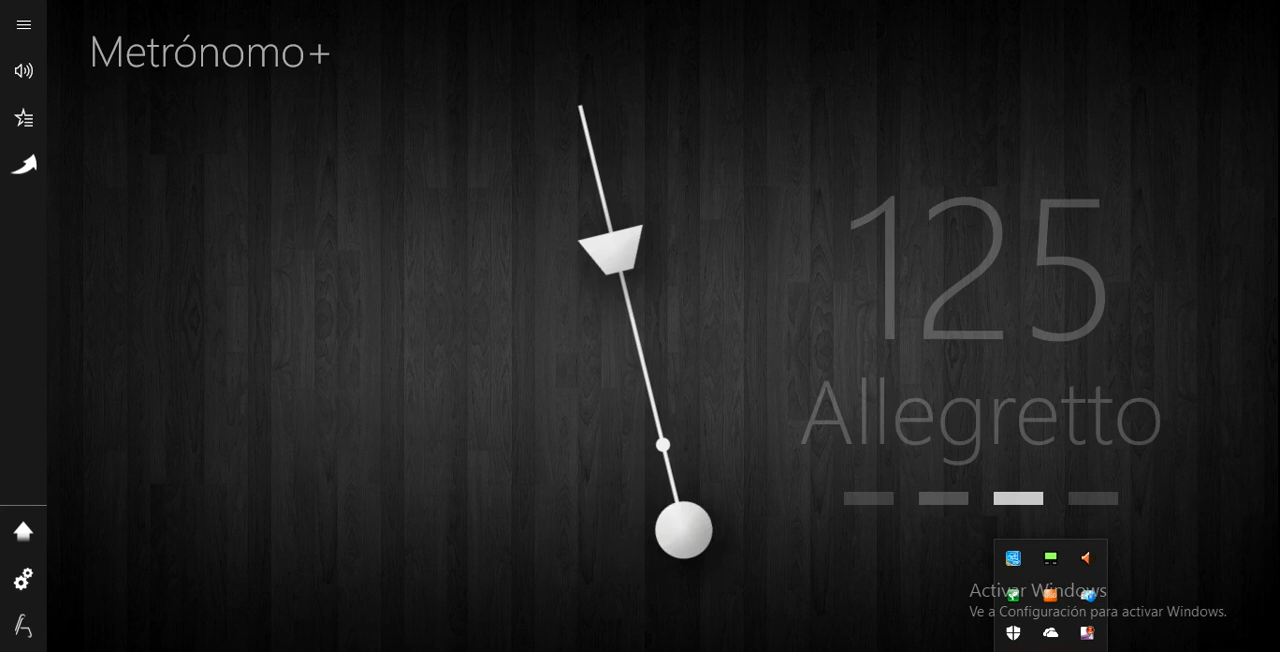 Metrónomo+
125
Allegretto
Activar Windows
Ve a Configuración para activar Windows.